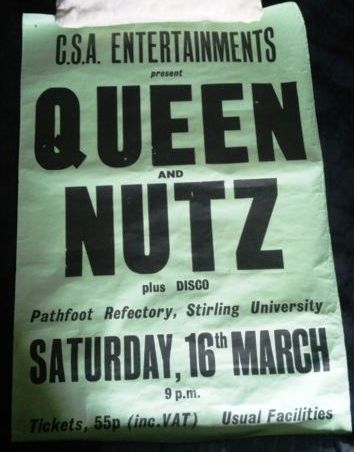 C.S.A. ENTERTAINMENTS
present
QUEEN
AND
NUTZ
plus DISCO
Pathfoot Refectory, Stirling University
SATURDAY, 16th MARCH
9 p.m.
Tickets, 55p (inc. VAT) Usual Facilities